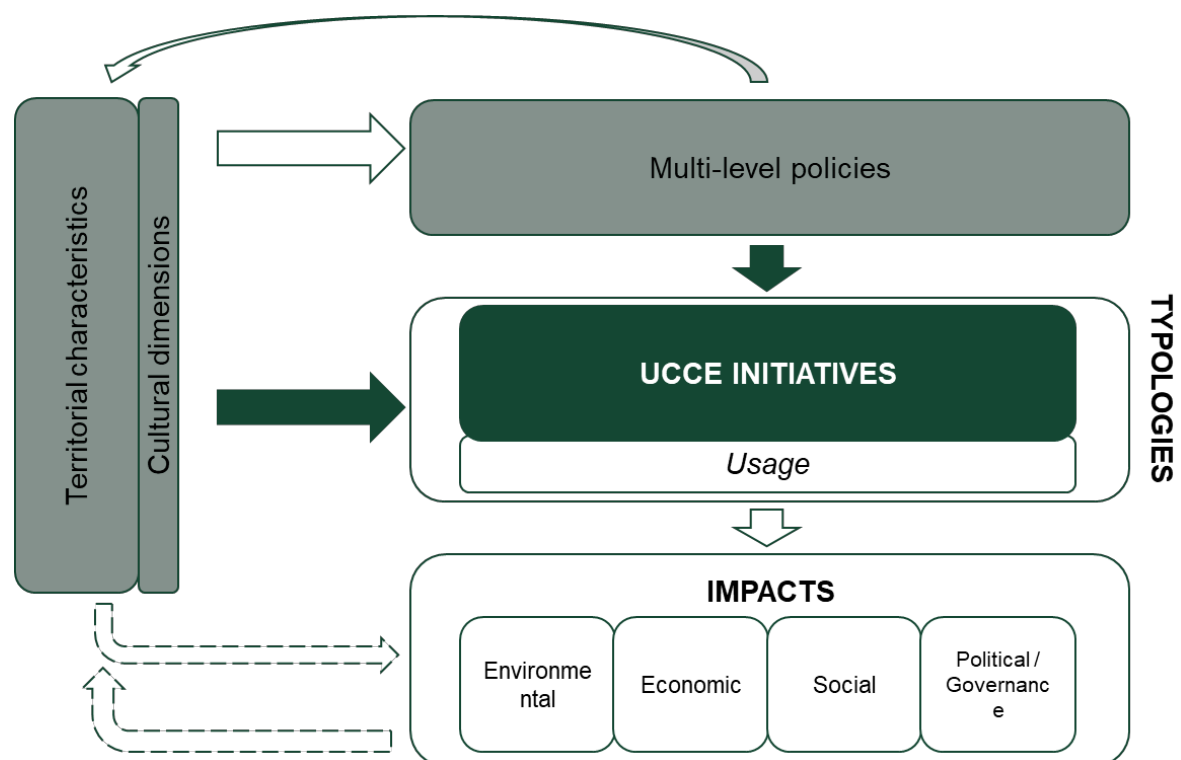 Territorial characteristics
Cultural dimensions
Multi-level policies
UCCE INITIATIVES
Usage
TYPOLOGIES
IMPACTS
Environme
ntal
Economic
Social
Political /
Governanc
e